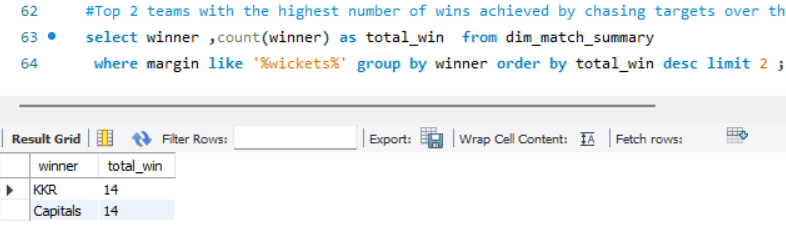 62 #Top 2 teams with the highest number of wins achieved by chasing targets over th
63 select winner ,count(winner) as total_win from dim_match_summary
64 where margin like '%wickets%' group by winner order by total_win desc limit 2 ;
Result Grid Filter Rows: Export: Wrap Cell Content: IA Fetch rows:
winner total_win
KKR 14
Capitals 14